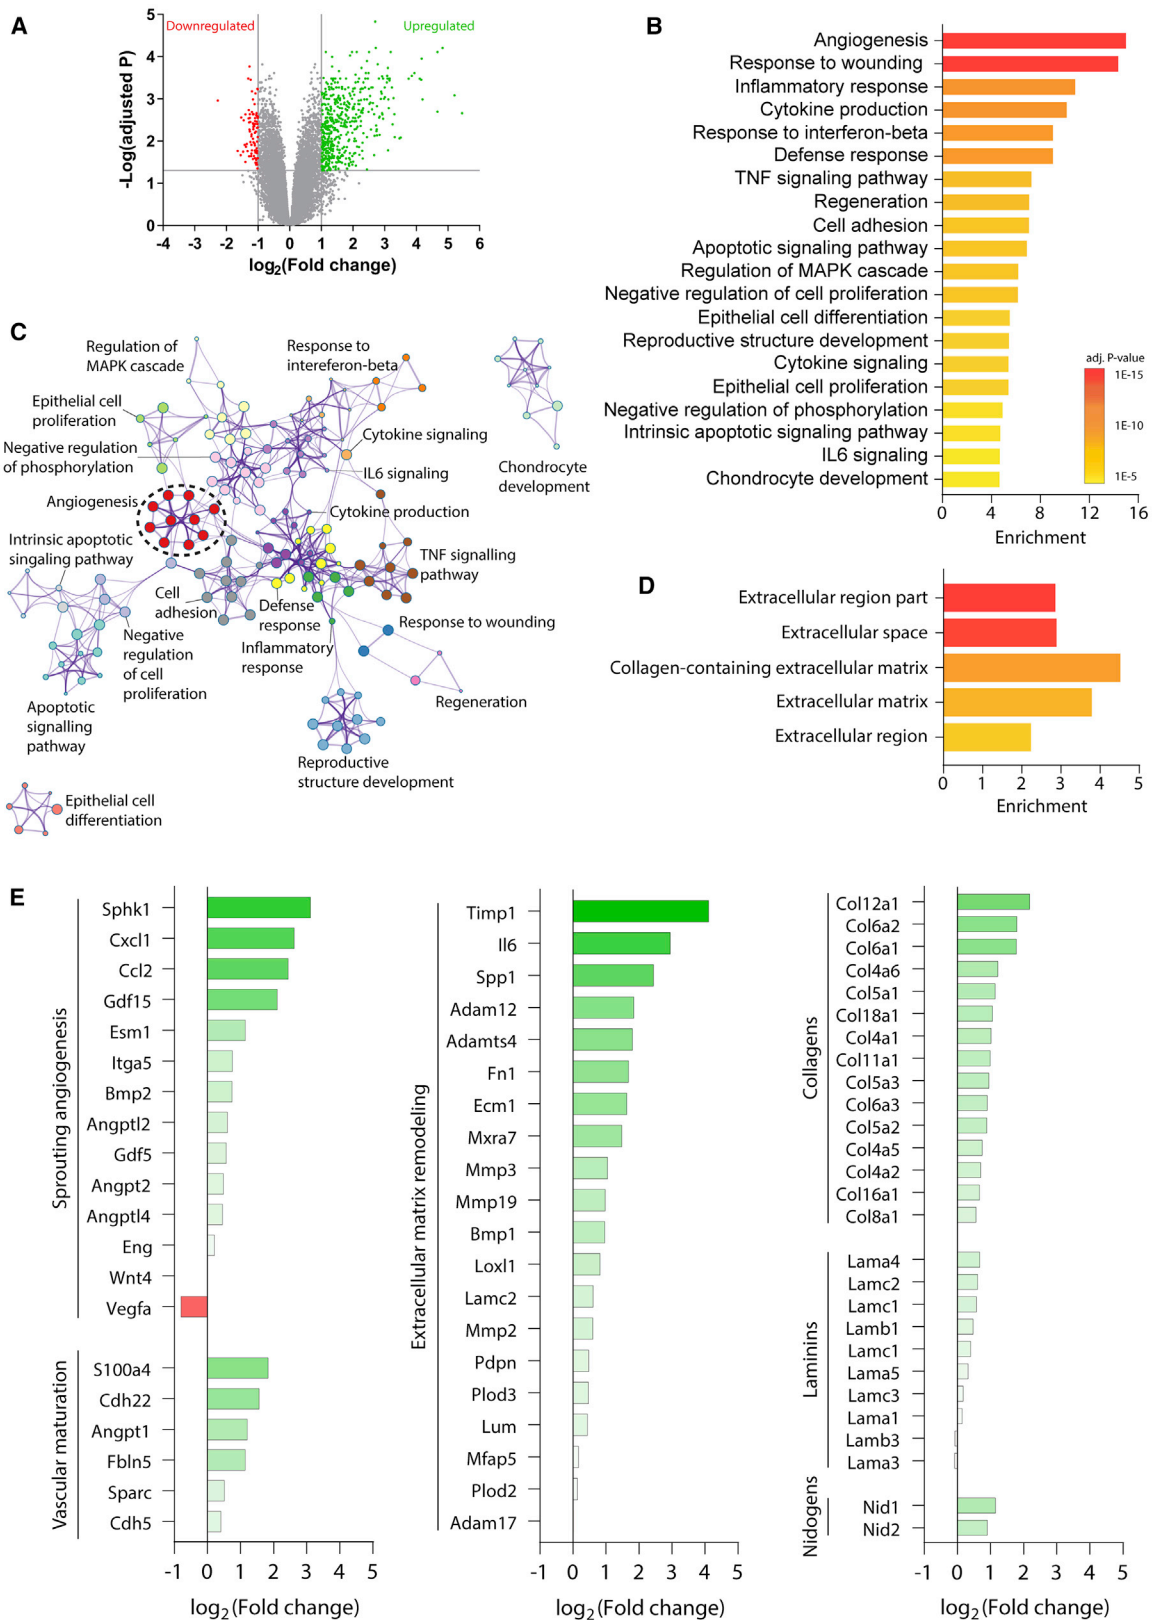 A
Downregulated
Upregulated
-Log(adjusted P)
5
4
3
2
1
0
-4 -3 -2 -1 0 1 2 3 4 5 6
log2(Fold change)
B
Angiogenesis
Response to wounding
Inflammatory response
Cytokine production
Response to interferon-beta
Defense response
TNF signaling pathway
Regeneration
Cell adhesion
Apoptotic signaling pathway
Regulation of MAPK cascade
Negative regulation of cell proliferation
Epithelial cell differentiation
Reproductive structure development
Cytokine signaling
Epithelial cell proliferation
Negative regulation of phosphorylation
Intrinsic apoptotic signaling pathway
IL6 signaling
Chondrocyte development
0 4 8 12 16
Enrichment
adj. P-value
1E-15
1E-10
1E-5
C
Regulation of
MAPK cascade
Response to
intereferon-beta
Epithelial cell
proliferation
Negative regulation
of phosphorylation
Cytokine signaling
IL6 signaling
Chondrocyte
development
Angiogenesis
Cytokine production
Intrinsic apoptotic
singaling pathway
TNF signalling
pathway
Cell
adhesion
Defense
response
Inflammatory
response
Response to wounding
Negative
regulation
of cell
proliferation
Regeneration
Apoptotic
signalling
pathway
Reproductive
structure development
Epithelial cell
differentiation
D
Extracellular region part
Extracellular space
Collagen-containing extracellular matrix
Extracellular matrix
Extracellular region
0 1 2 3 4 5
Enrichment
E
Sprouting angiogenesis
Sphk1
Cxcl1
Ccl2
Gdf15
Esm1
Itga5
Bmp2
Angptl2
Gdf5
Angpt2
Angptl4
Eng
Wnt4
Vegfa
Vascular maturation
S100a4
Cdh22
Angpt1
Fbln5
Sparc
Cdh5
-1 0 1 2 3 4 5
log2(Fold change)
Extracellular matrix remodeling
Timp1
Il6
Spp1
Adam12
Adamts4
Fn1
Ecm1
Mxra7
Mmp3
Mmp19
Bmp1
Loxl1
Lamc2
Mmp2
Pdpn
Plod3
Lum
Mfap5
Plod2
Adam17
-1 0 1 2 3 4 5
log2(Fold change)
Collagens
Col12a1
Col6a2
Col6a1
Col4a6
Col5a1
Col18a1
Col4a1
Col11a1
Col5a3
Col6a3
Col5a2
Col4a5
Col4a2
Col16a1
Col8a1
Laminins
Lama4
Lamc2
Lamc1
Lamb1
Lamc1
Lama5
Lamc3
Lama1
Lamb3
Lama3
Nidogens
Nid1
Nid2
-1 0 1 2 3 4 5
log2(Fold change)